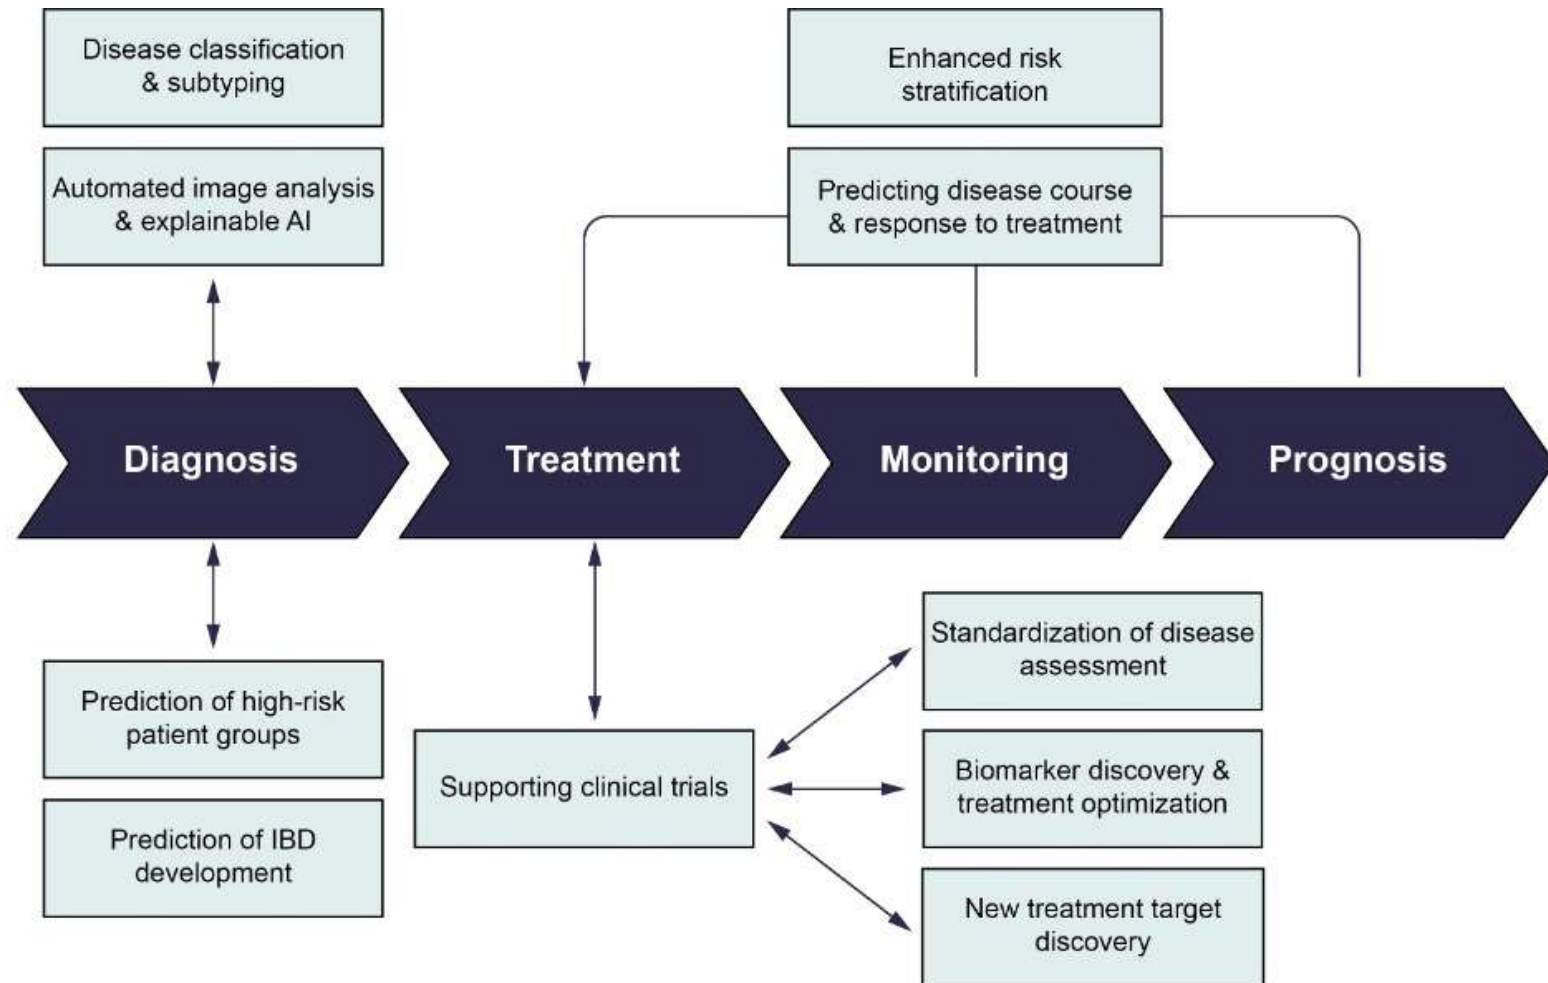 Disease classification
& subtyping
Automated image analysis
& explainable AI
Enhanced risk
stratification
Predicting disease course
& response to treatment
Diagnosis
Treatment
Monitoring
Prognosis
Prediction of high-risk
patient groups
Prediction of IBD
development
Supporting clinical trials
Standardization of disease
assessment
Biomarker discovery &
treatment optimization
New treatment target
discovery